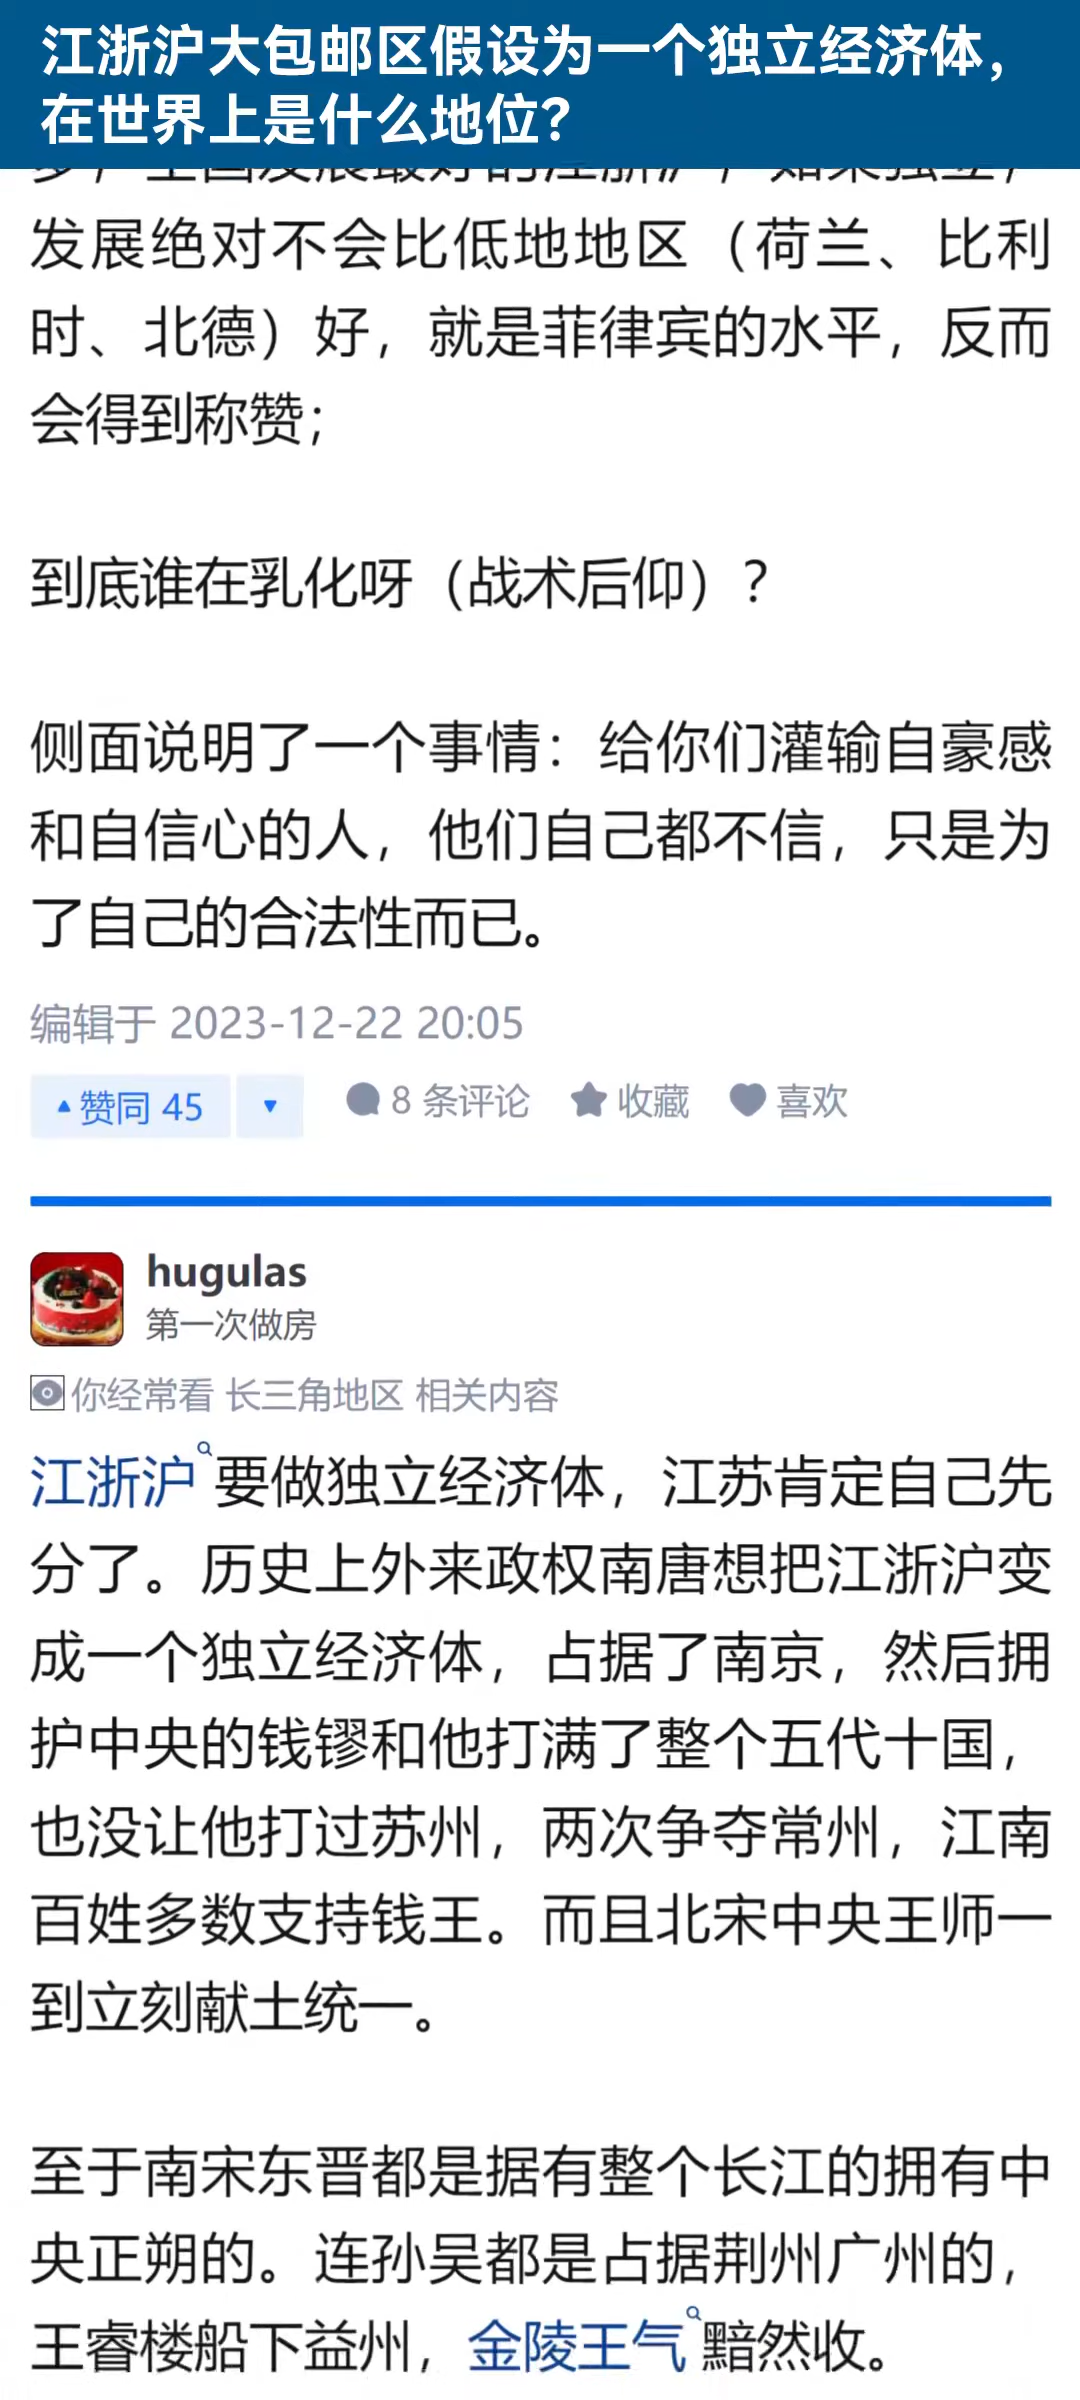 江浙沪大包邮区假设为一个独立经济体,
在世界上是什么地位?
发展绝对不会比低地地区（荷兰、比利
时、北德）好，就是菲律宾的水平，反而
会得到称赞；
到底谁在乳化呀（战术后仰）？
侧面说明了一个事情：给你们灌输自豪感
和自信心的人，他们自己都不信，只是为
了自己的合法性而已。
编辑于 2023-12-22 20:05
赞同 45
8 条评论
收藏
喜欢
hugulas
第一次做房
你经常看 长三角地区 相关内容
江浙沪要做独立经济体，江苏肯定自己先
分了。历史上外来政权南唐想把江浙沪变
成一个独立经济体，占据了南京，然后拥
护中央的钱镠和他打满了整个五代十国，
也没让他打过苏州，两次争夺常州，江南
百姓多数支持钱王。而且北宋中央王师一
到立刻献土统一。
至于南宋东晋都是据有整个长江的拥有中
央正朔的。连孙吴都是占据荆州广州的，
王睿楼船下益州，金陵王气黯然收。